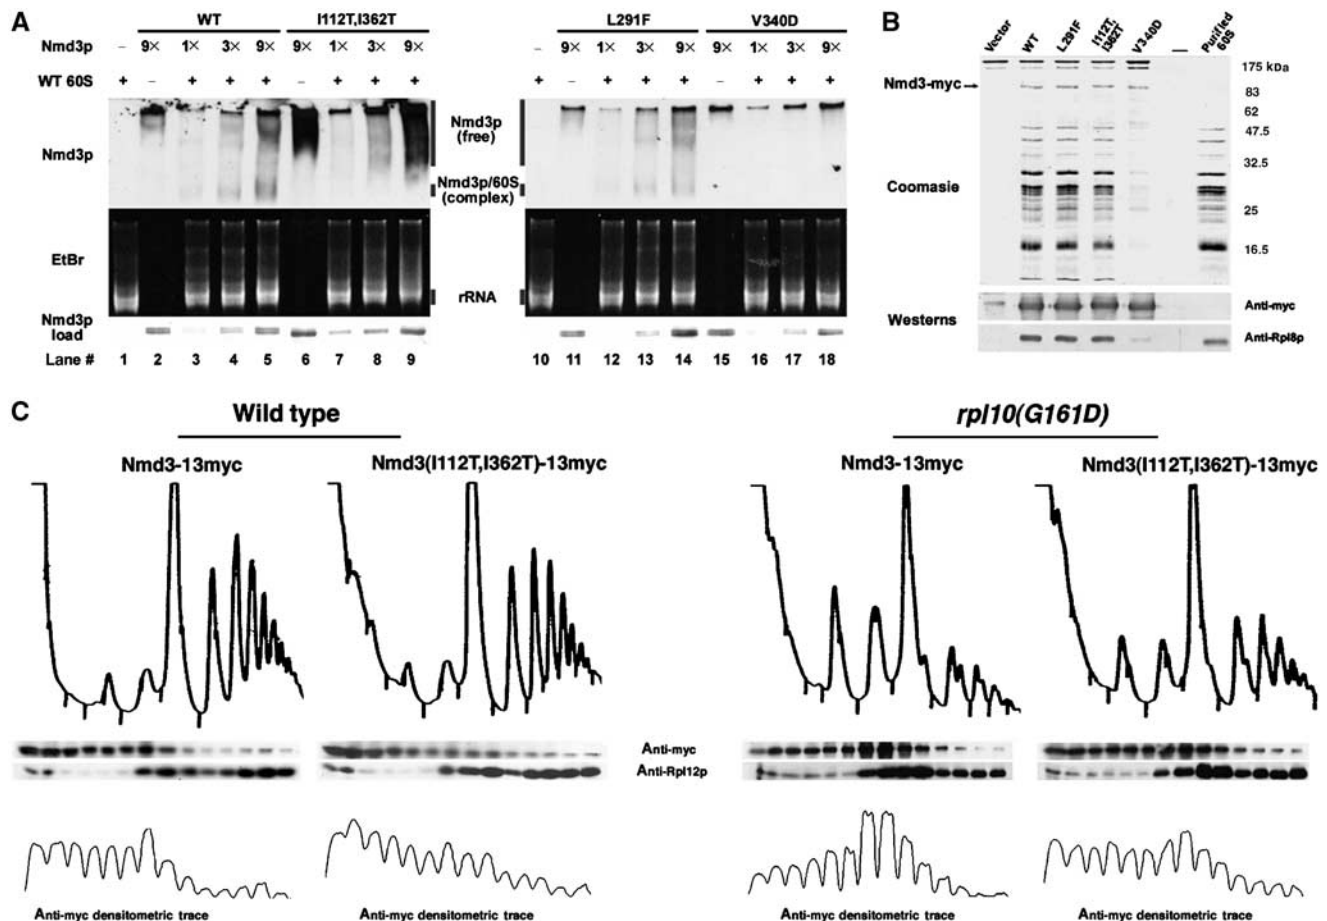 A
WT
I112T,I362T
L291F
V340D
Nmd3p
– 9× 1× 3× 9× 9× 1× 3× 9×
– 9× 1× 3× 9× 9× 1× 3× 9×
WT 60S
+ – + + + – + + +
+ – + + + – + + +
Nmd3p
Nmd3p
(free)
Nmd3p/60S
(complex)
EtBr
rRNA
Nmd3p
load
Lane #
1 2 3 4 5 6 7 8 9
10 11 12 13 14 15 16 17 18
B
Vector
WT
L291F
I112T,
I362T
V340D
—
Purified
60S
Nmd3-myc
175 kDa
83
62
47.5
32.5
25
16.5
Coomasie
Westerns
Anti-myc
Anti-Rpl8p
C
Wild type
rpl10(G161D)
Nmd3-13myc
Nmd3(I112T,I362T)-13myc
Nmd3-13myc
Nmd3(I112T,I362T)-13myc
Anti-myc
Anti-Rpl12p
Anti-myc densitometric trace
Anti-myc densitometric trace
Anti-myc densitometric trace
Anti-myc densitometric trace